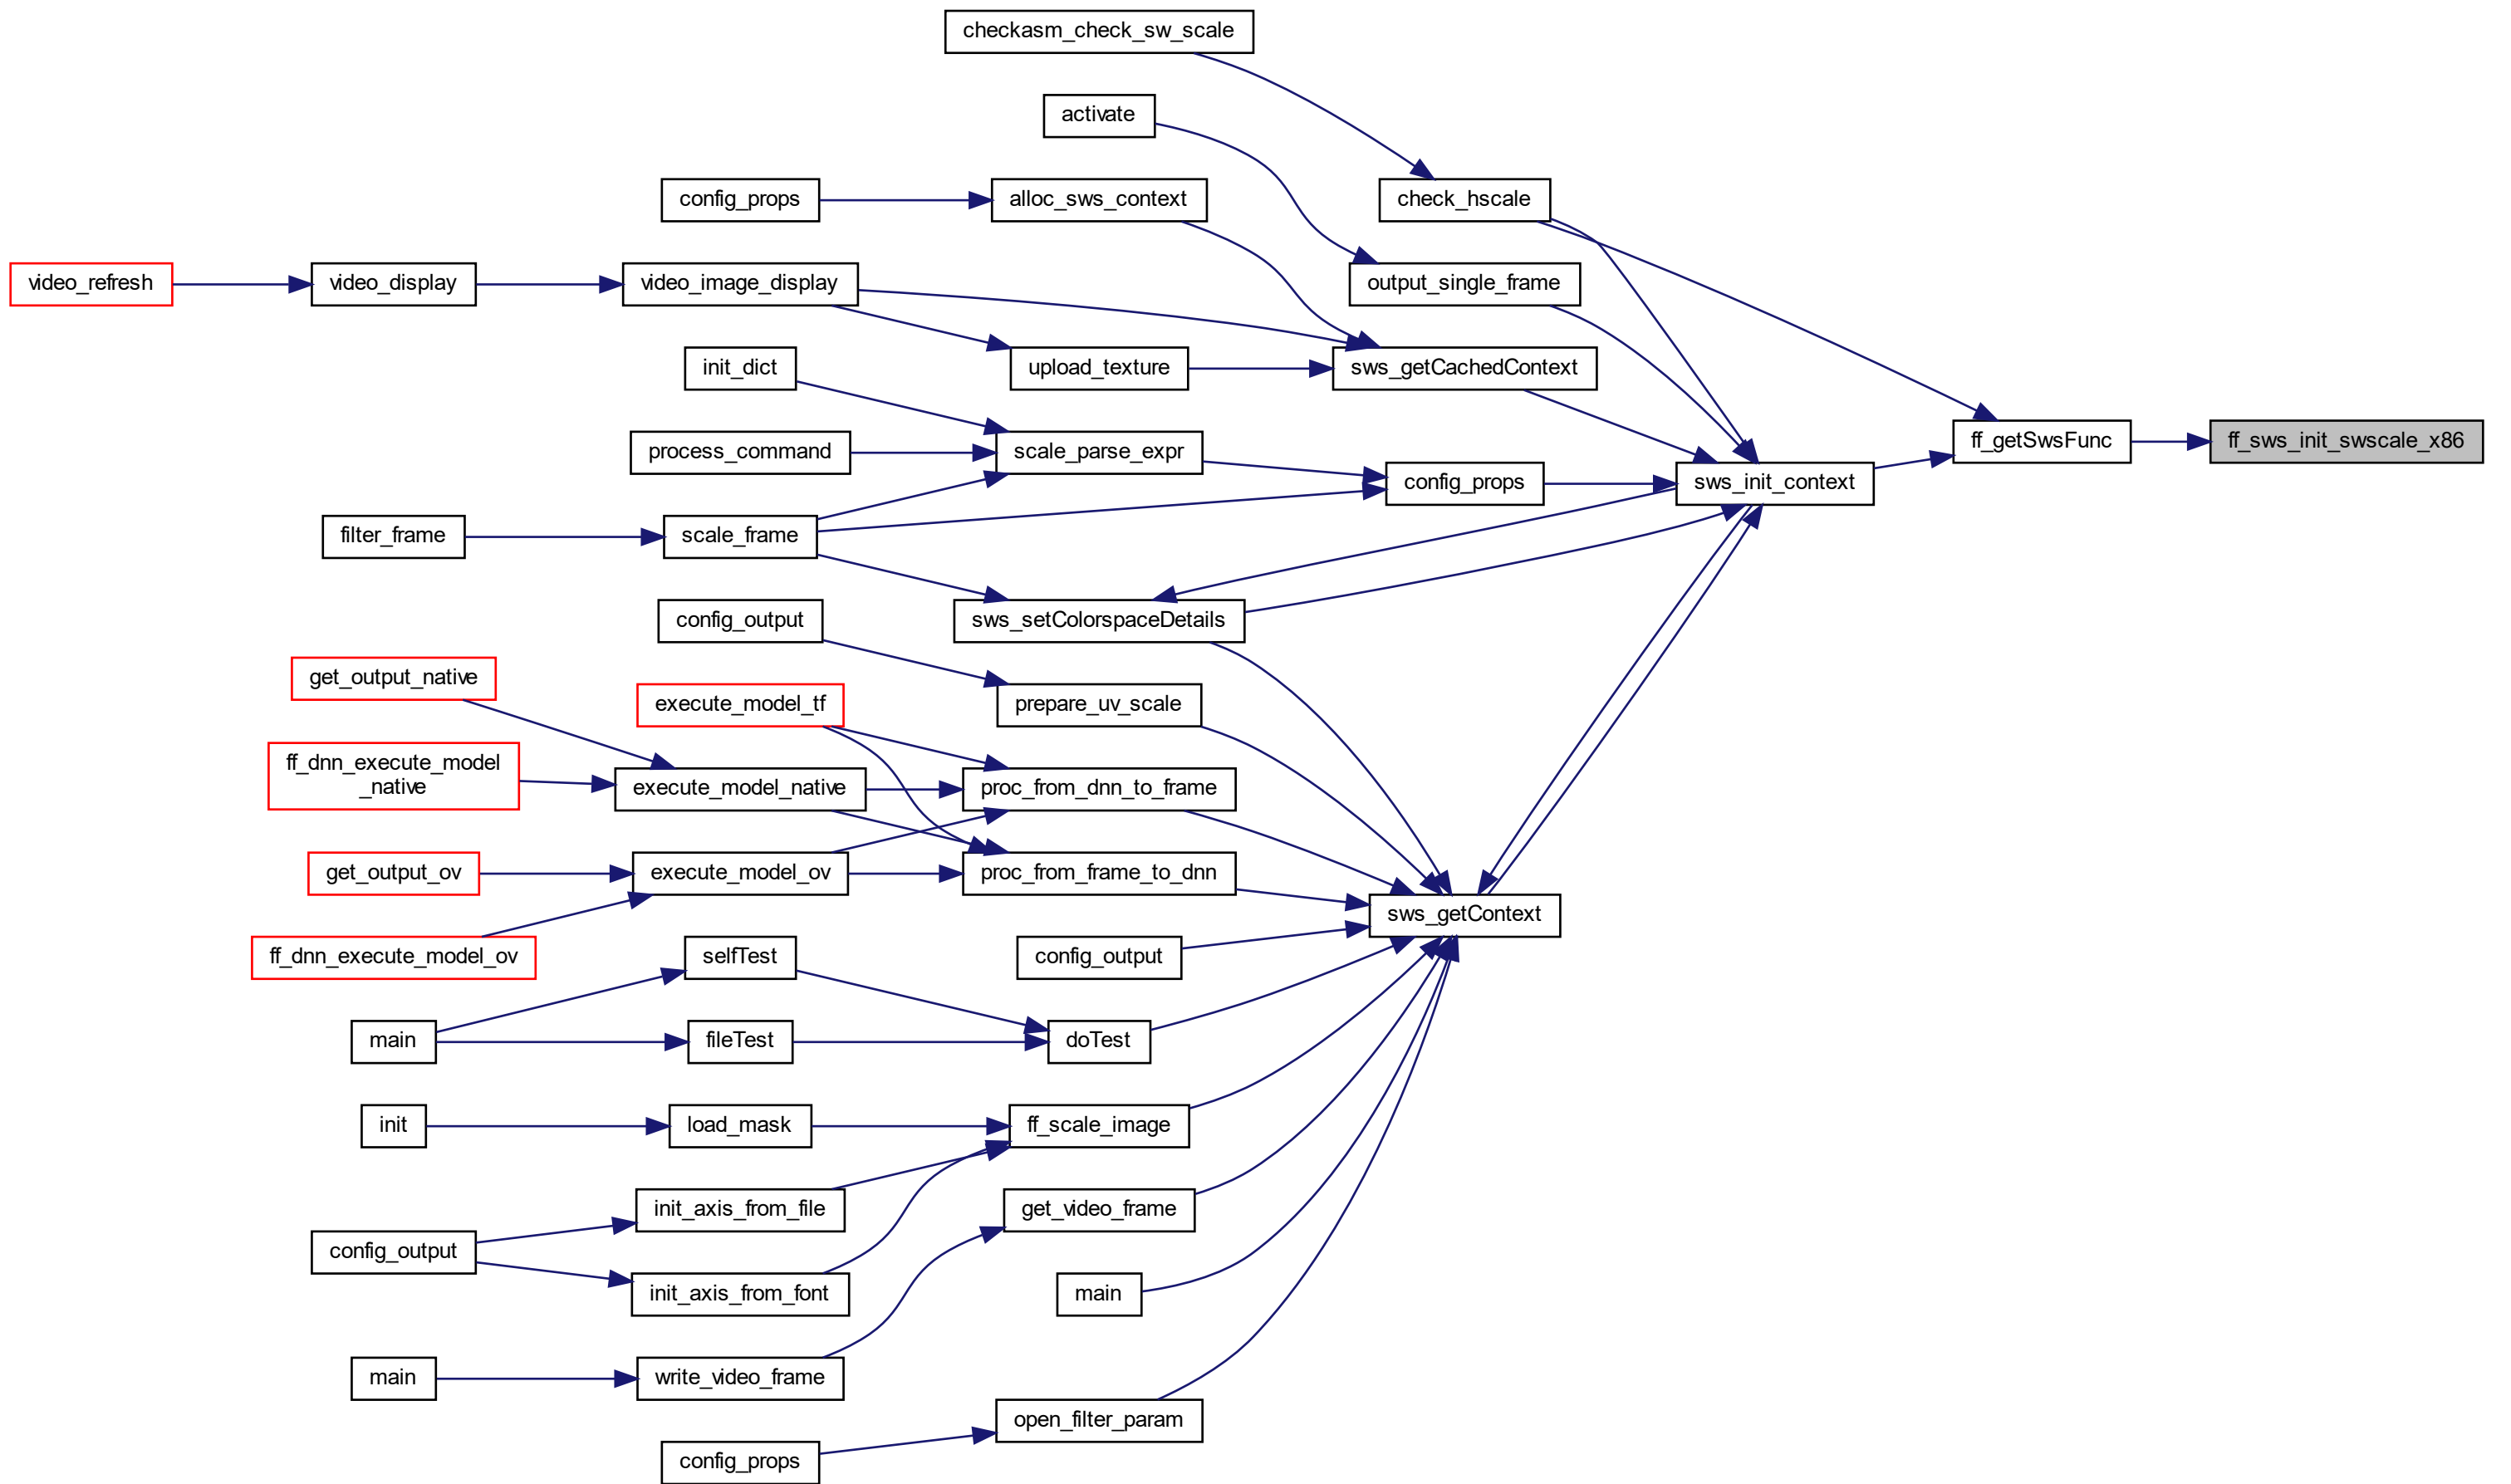 checkasm_check_sw_scale
activate
config_props
alloc_sws_context
check_hscale
video_refresh
video_display
video_image_display
output_single_frame
init_dict
upload_texture
sws_getCachedContext
process_command
scale_parse_expr
ff_getSwsFunc
ff_sws_init_swscale_x86
config_props
sws_init_context
filter_frame
scale_frame
config_output
sws_setColorspaceDetails
get_output_native
execute_model_tf
prepare_uv_scale
ff_dnn_execute_model
_native
execute_model_native
proc_from_dnn_to_frame
get_output_ov
execute_model_ov
proc_from_frame_to_dnn
sws_getContext
ff_dnn_execute_model_ov
selfTest
config_output
main
fileTest
doTest
init
load_mask
ff_scale_image
init_axis_from_file
get_video_frame
config_output
init_axis_from_font
main
main
write_video_frame
open_filter_param
config_props